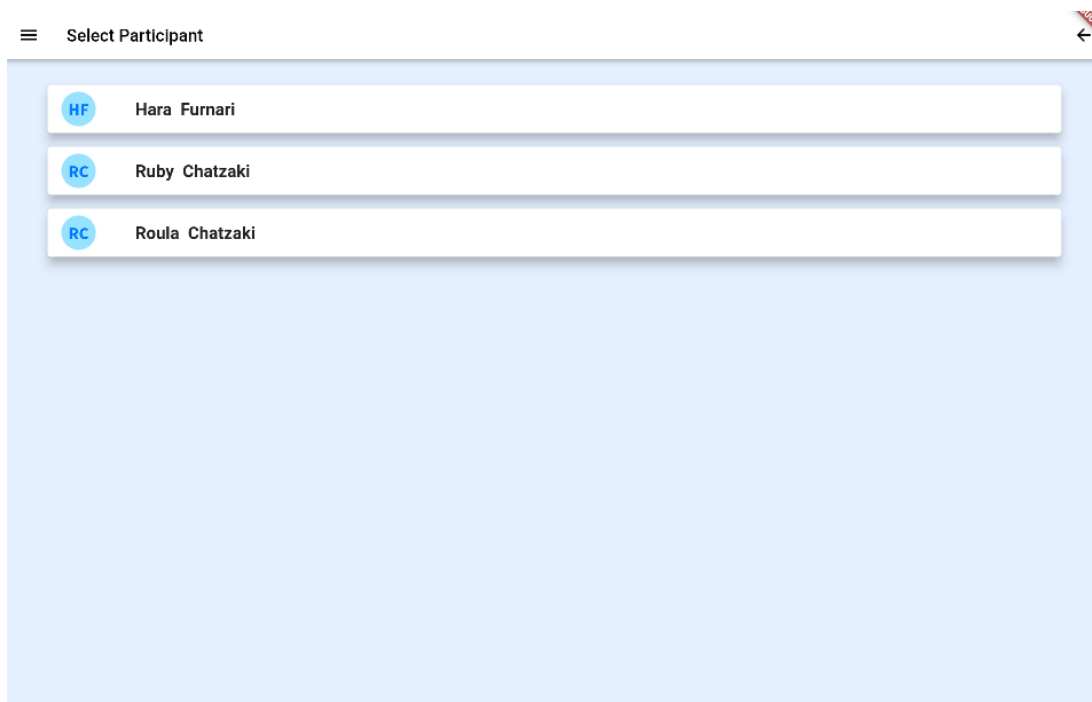 Select Participant
HF Hara Furnari
RC Ruby Chatzaki
RC Roula Chatzaki